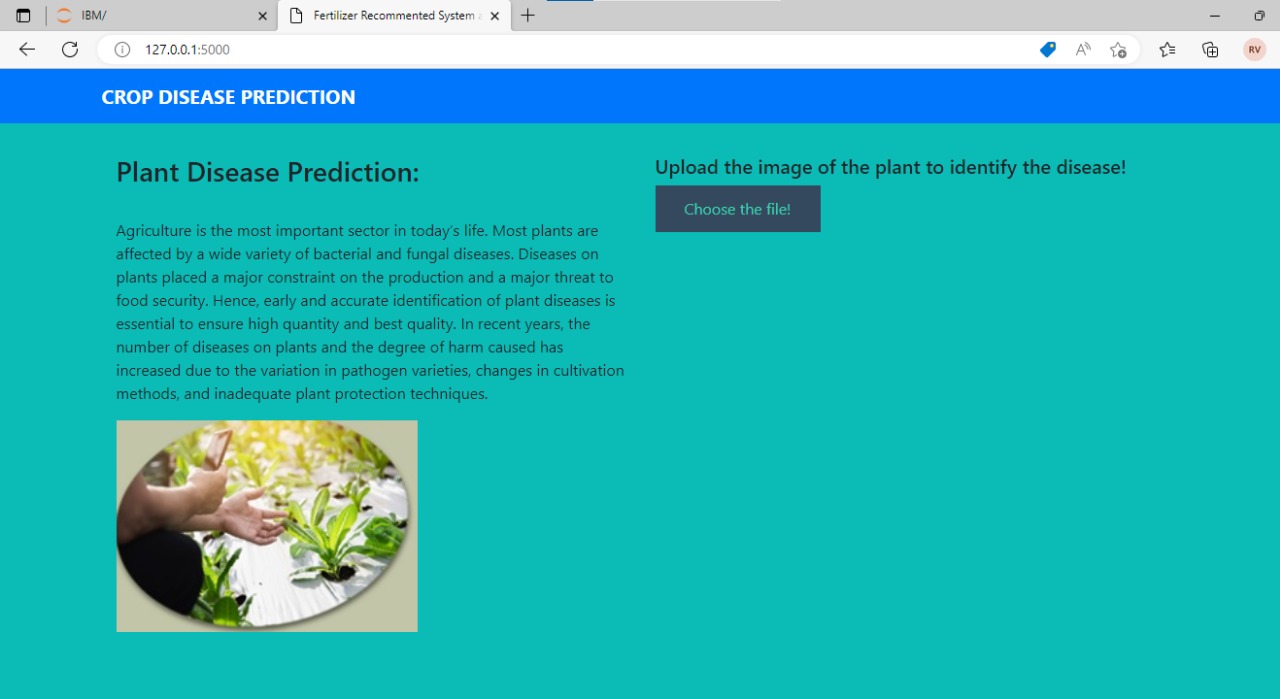 IBM/
Fertilizer Recommented System a
127.0.0.1:5000
RV
CROP DISEASE PREDICTION
Plant Disease Prediction:
Agriculture is the most important sector in today's life. Most plants are
affected by a wide variety of bacterial and fungal diseases. Diseases on
plants placed a major constraint on the production and a major threat to
food security. Hence, early and accurate identification of plant diseases is
essential to ensure high quantity and best quality. In recent years, the
number of diseases on plants and the degree of harm caused has
increased due to the variation in pathogen varieties, changes in cultivation
methods, and inadequate plant protection techniques.
Upload the image of the plant to identify the disease!
Choose the file!